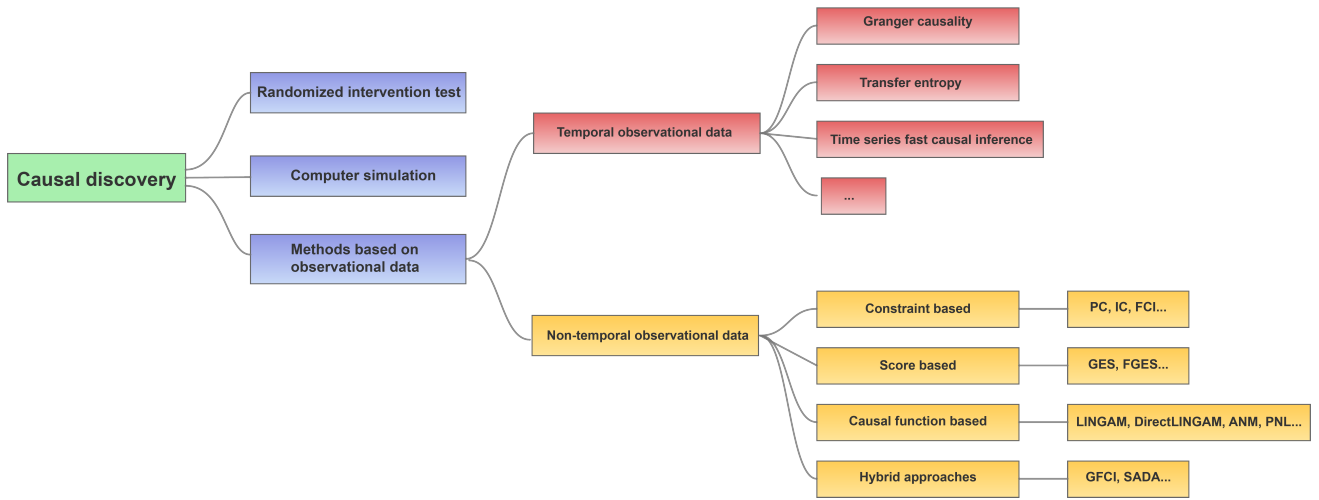 Causal discovery
Randomized intervention test
Computer simulation
Methods based on
observational data
Temporal observational data
Granger causality
Transfer entropy
Time series fast causal inference
...
Non-temporal observational data
Constraint based
PC, IC, FCI...
Score based
GES, FGES...
Causal function based
LINGAM, DirectLINGAM, ANM, PNL...
Hybrid approaches
GFCI, SADA...